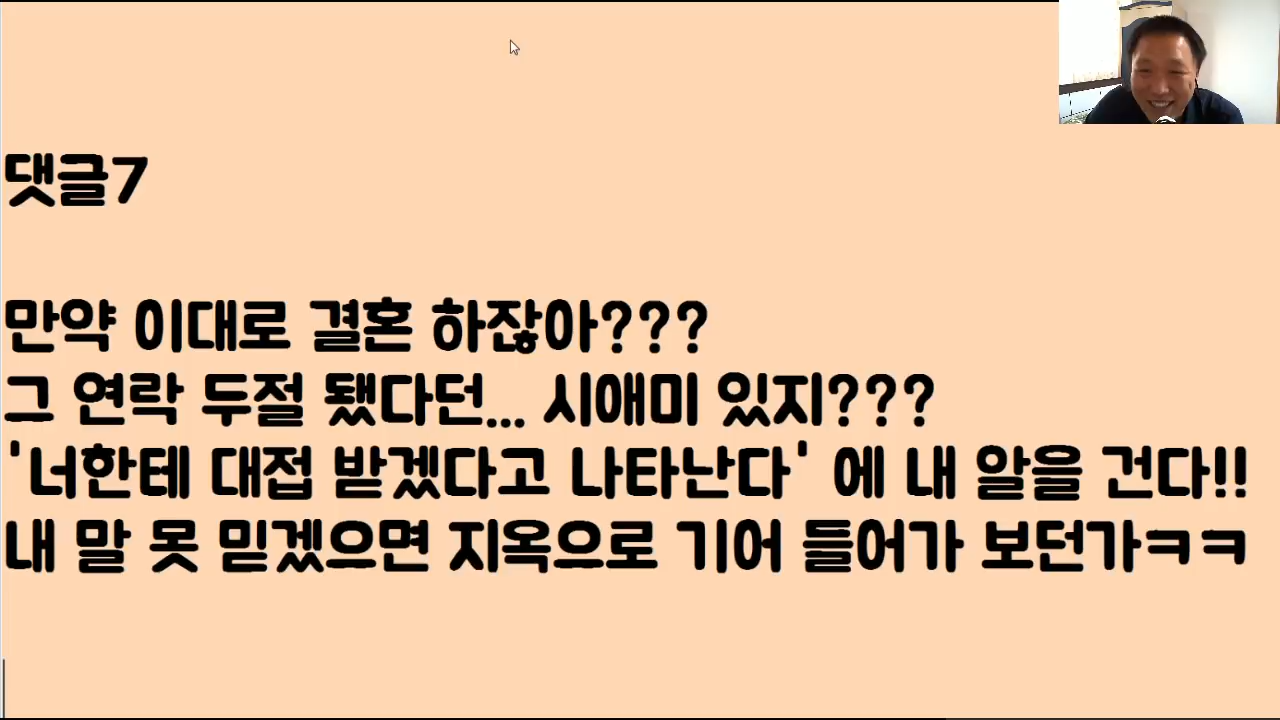 댓글7
만약 이대로 결혼 하잖아???
그 연락 두절 됐다던... 시애미 있지???
'너한테 대접 받겠다고 나타난다' 에 내 알을 건다!!
내 말 못 믿겠으면 지옥으로 기어 들어가 보던가ㅋㅋ